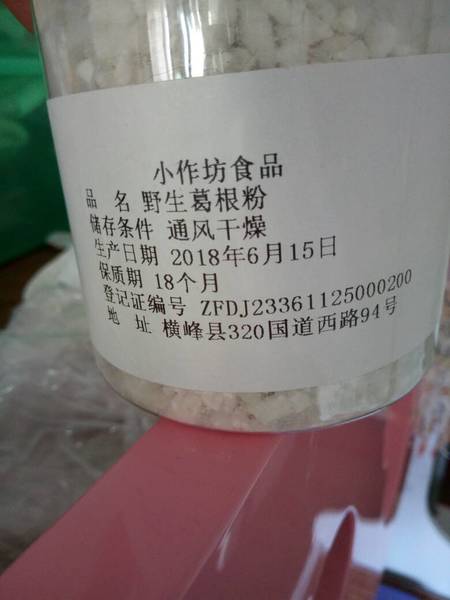 小作坊食品
品 名 野生葛根粉
储存条件 通风干燥
生产日期 2018年6月15日
保质期 18个月
登记证编号 ZFDJ23361125000200
地 址 横峰县320国道西路94号